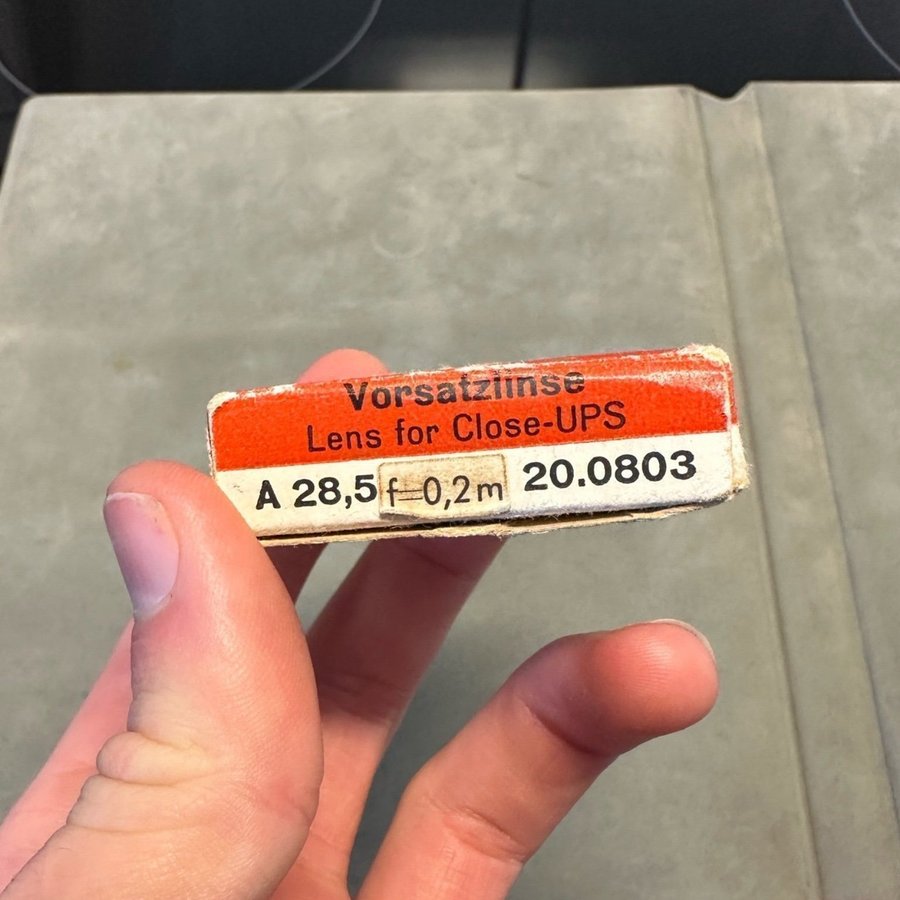 Vorsatzlinse
Lens for Close-UPS
A 28,5 f=0,2m 20.0803